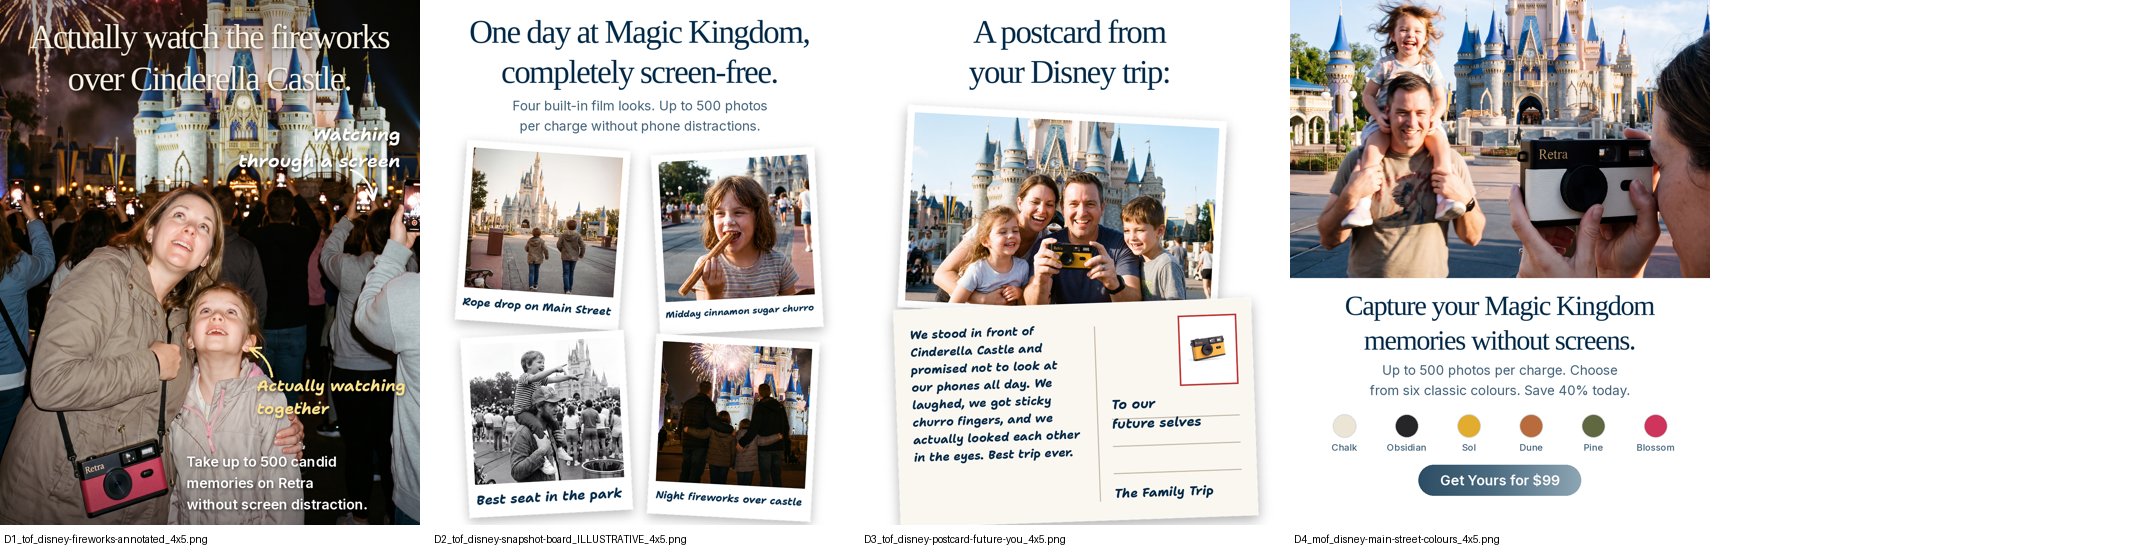 Actually watch the fireworks
over Cinderella Castle.
Watching
through a screen
Actually watching
together
Retra
Take up to 500 candid
memories on Retra
without screen distraction.
D1_tof_disney-fireworks-annotated_4x5.png
One day at Magic Kingdom,
completely screen-free.
Four built-in film looks. Up to 500 photos
per charge without phone distractions.
Rope drop on Main Street
Midday cinnamon sugar churro
Best seat in the park
Night fireworks over castle
D2_tof_disney-snapshot-board_ILLUSTRATIVE_4x5.png
A postcard from
your Disney trip:
Retra
We stood in front of
Cinderella Castle and
promised not to look at
our phones all day. We
laughed, we got sticky
churro fingers, and we
actually looked each other
in the eyes. Best trip ever.
To our
future selves
The Family Trip
D3_tof_disney-postcard-future-you_4x5.png
Retra
Capture your Magic Kingdom
memories without screens.
Up to 500 photos per charge. Choose
from six classic colours. Save 40% today.
Chalk
Obsidian
Sol
Dune
Pine
Blossom
Get Yours for $99
D4_mof_disney-main-street-colours_4x5.png